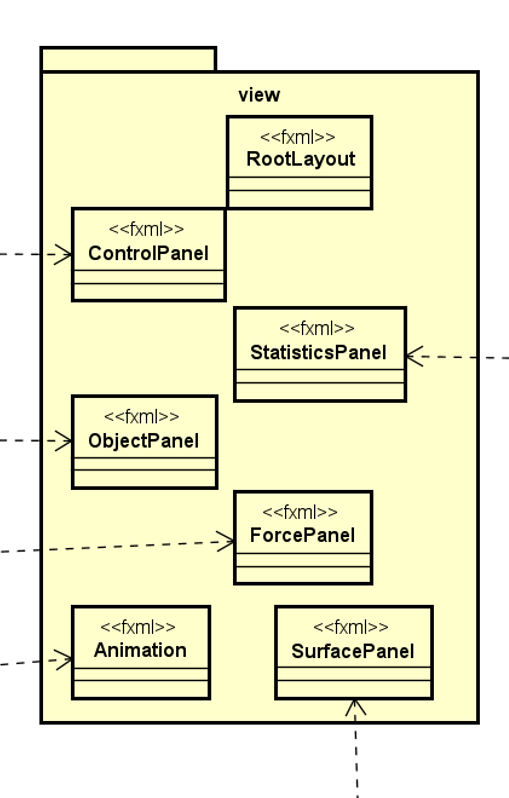 view
<<fxml>>
RootLayout
<<fxml>>
ControlPanel
<<fxml>>
StatisticsPanel
<<fxml>>
ObjectPanel
<<fxml>>
ForcePanel
<<fxml>>
Animation
<<fxml>>
SurfacePanel